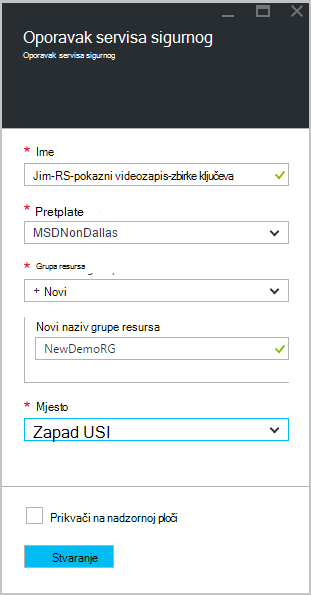 Oporavak servisa sigurnog
Oporavak servisa sigurnog
* Ime
Jim-RS-pokazni videozapis-zbirke ključeva
* Pretplate
MSDNonDallas
* Grupa resursa
+ Novi
Novi naziv grupe resursa
NewDemoRG
* Mjesto
Zapad USI
Prikvači na nadzornoj ploči
Stvaranje